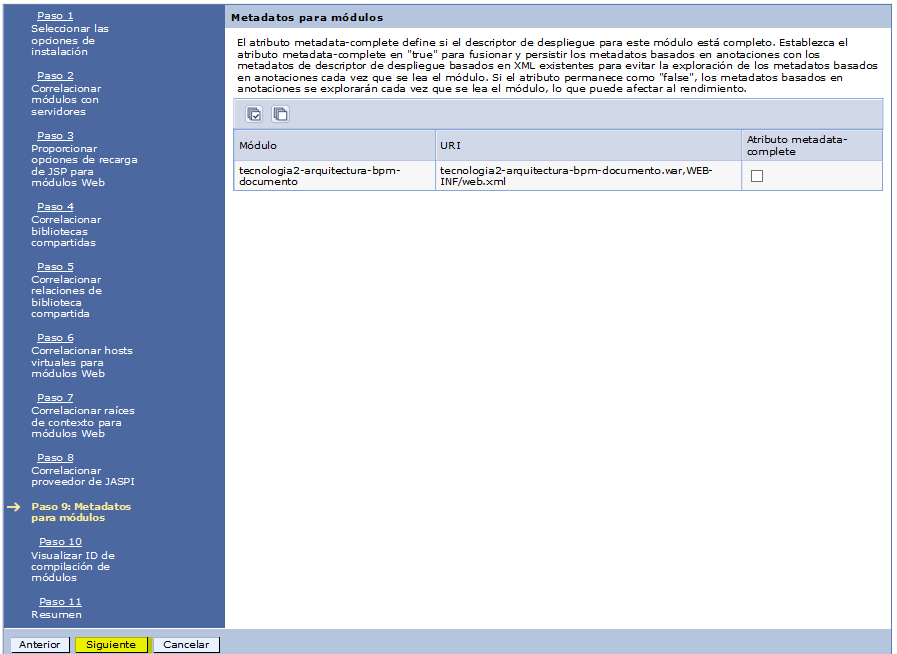 Paso 1
Seleccionar las
opciones de
instalación
Paso 2
Correlacionar
módulos con
servidores
Paso 3
Proporcionar
opciones de recarga
de JSP para
módulos Web
Paso 4
Correlacionar
bibliotecas
compartidas
Paso 5
Correlacionar
relaciones de
biblioteca
compartida
Paso 6
Correlacionar hosts
virtuales para
módulos Web
Paso 7
Correlacionar raíces
de contexto para
módulos Web
Paso 8
Correlacionar
proveedor de JASPI
Paso 9: Metadatos
para módulos
Paso 10
Visualizar ID de
compilación de
módulos
Paso 11
Resumen
Metadatos para módulos
El atributo metadata-complete define si el descriptor de despliegue para este módulo está completo. Establezca el
atributo metadata-complete en "true" para fusionar y persistir los metadatos basados en anotaciones con los
metadatos de descriptor de despliegue basados en XML existentes para evitar la exploración de los metadatos basados
en anotaciones cada vez que se lea el módulo. Si el atributo permanece como "false", los metadatos basados en
anotaciones se explorarán cada vez que se lea el módulo, lo que puede afectar al rendimiento.
Módulo
URI
Atributo metadata-
complete
tecnologia2-arquitectura-bpm-
documento
tecnologia2-arquitectura-bpm-documento.war,WEB-
INF/web.xml
Anterior
Siguiente
Cancelar